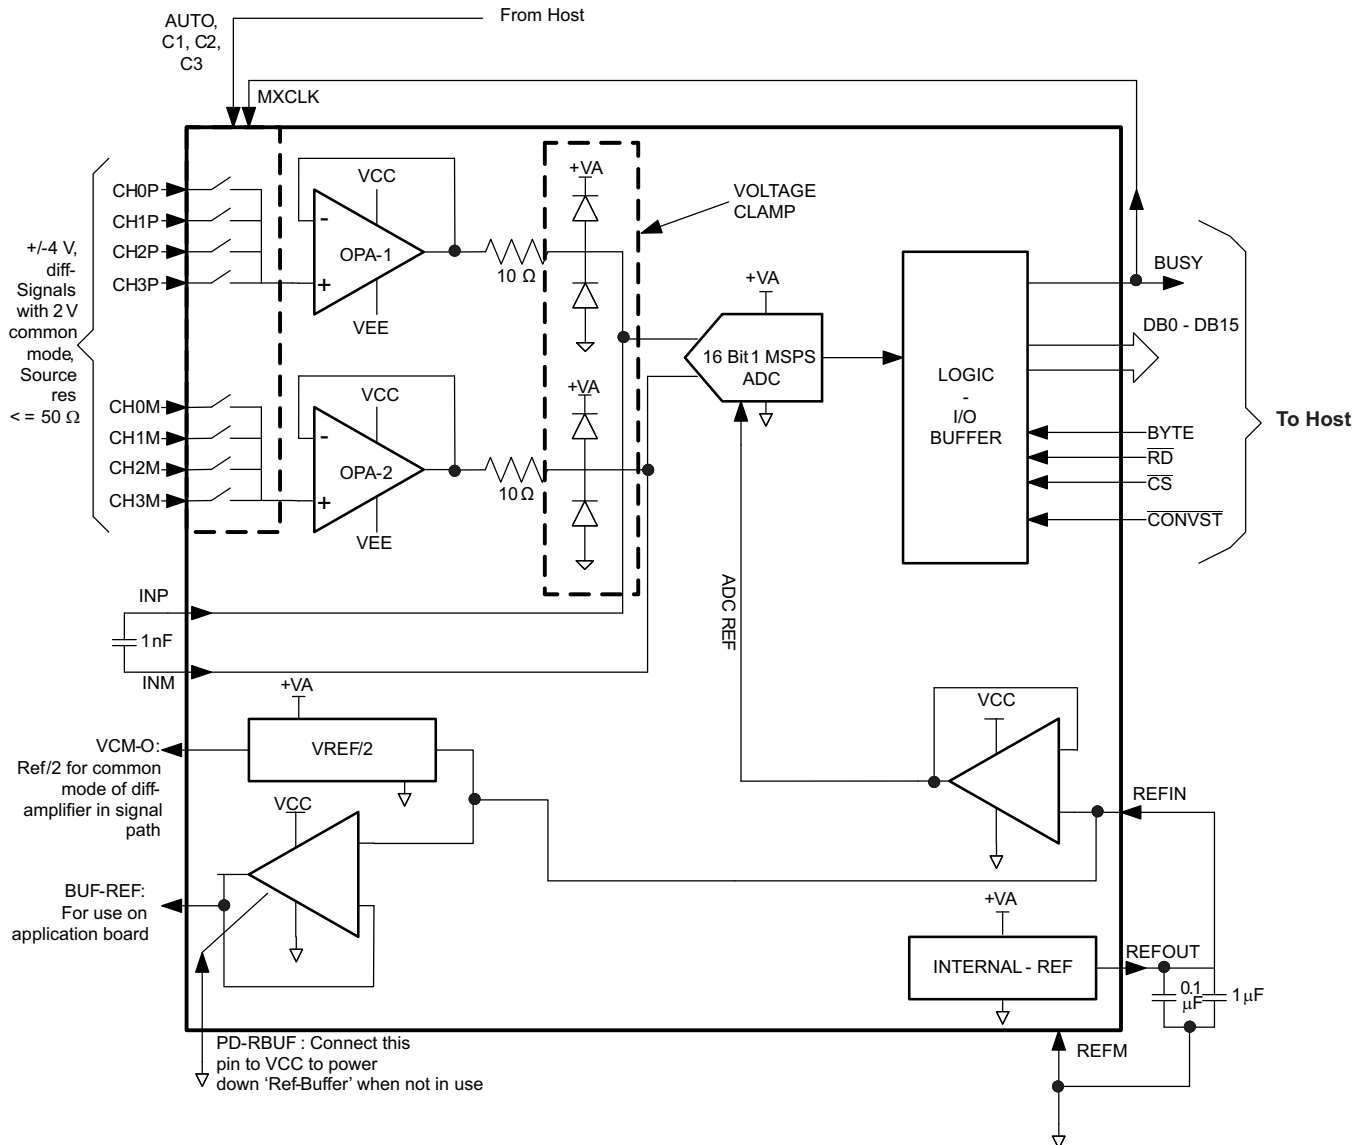 From Host
AUTO,
C1, C2,
C3
MXCLK
CH0P
CH1P
CH2P
CH3P
+/-4 V,
diff-
Signals
with 2 V
common
mode,
Source
res
< = 50 Ω
CH0M
CH1M
CH2M
CH3M
VCC
-
OPA-1
+
VEE
10 Ω
VCC
-
OPA-2
+
VEE
10 Ω
+VA
+VA
VOLTAGE
CLAMP
+VA
16 Bit 1 MSPS
ADC
LOGIC
-
I/O
BUFFER
BUSY
DB0 - DB15
BYTE
RD
CS
CONVST
To Host
INP
1 nF
INM
ADC REF
+VA
VREF/2
VCM-O:
Ref/2 for common
mode of diff-
amplifier in signal
path
VCC
BUF-REF:
For use on
application board
PD-RBUF : Connect this
pin to VCC to power
down ‘Ref-Buffer’ when not in use
VCC
REFIN
+VA
INTERNAL - REF
REFOUT
0.1
μF
1 μF
REFM